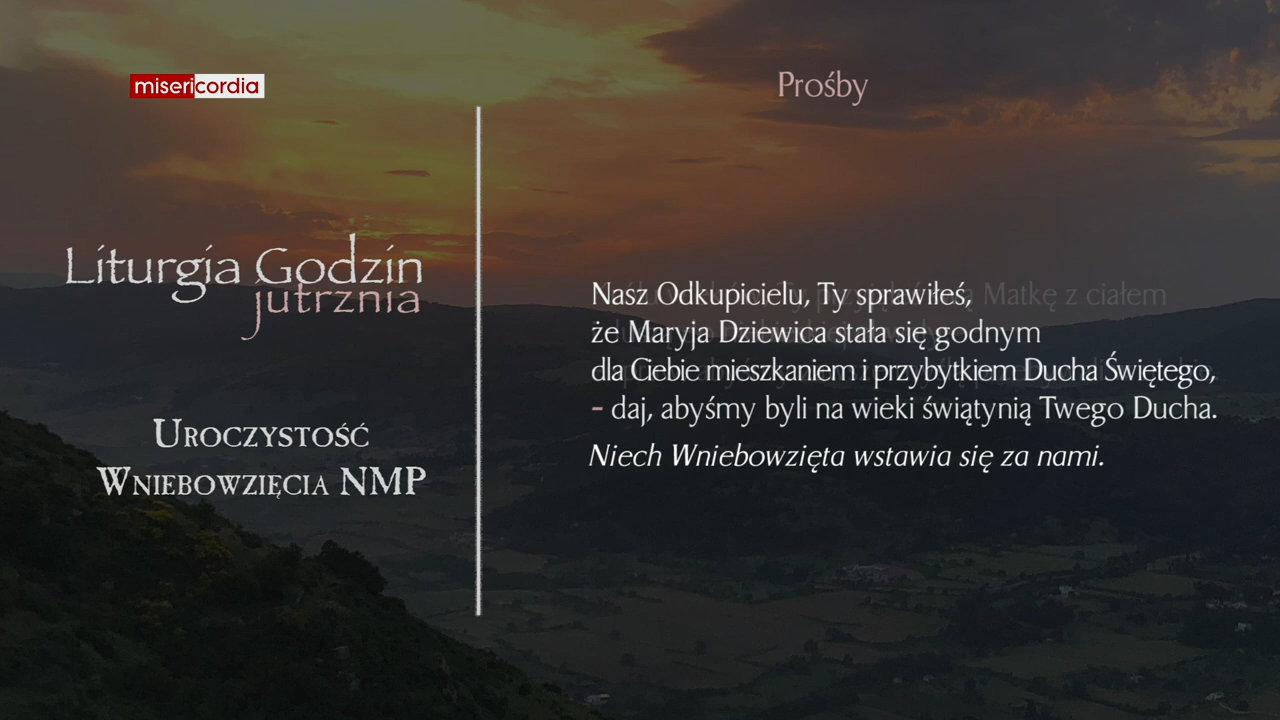 misericordia
Prośby
Liturgia Godzin
jutrznia
Uroczystość
Wniebowzięcia NMP
Nasz Odkupicielu, Ty sprawiłeś,
że Maryja Dziewica stała się godnym
dla Ciebie mieszkaniem i przybytkiem Ducha Świętego,
- daj, abyśmy byli na wieki świątynią Twego Ducha.
Niech Wniebowzięta wstawia się za nami.
Matkę z ciałem